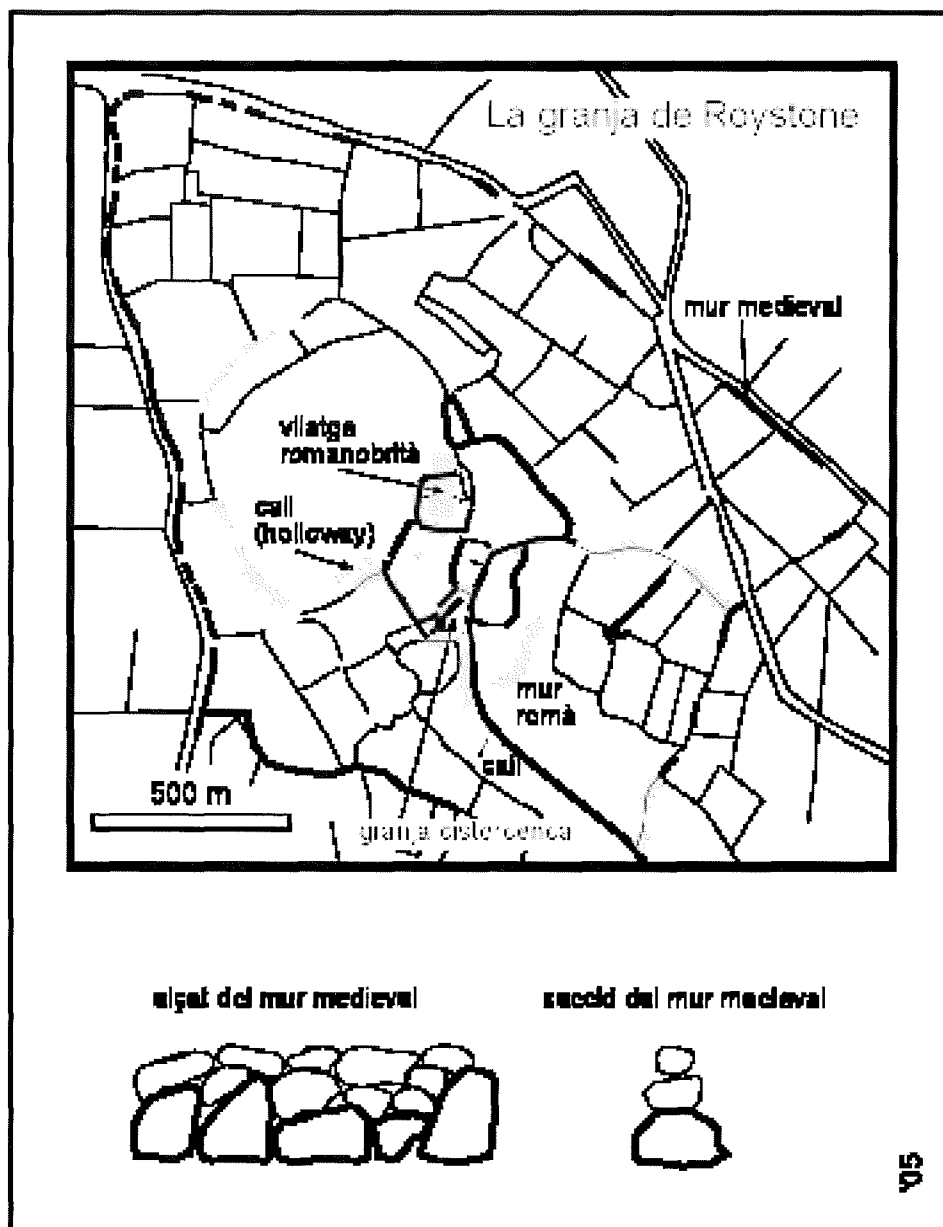 La granja de Roystone
mur medieval
vilatge
romanobrità
call
(holloway)
mur
romà
call
500 m
granja cistercenca
alçat del mur medieval
secció del mur medieval
'05